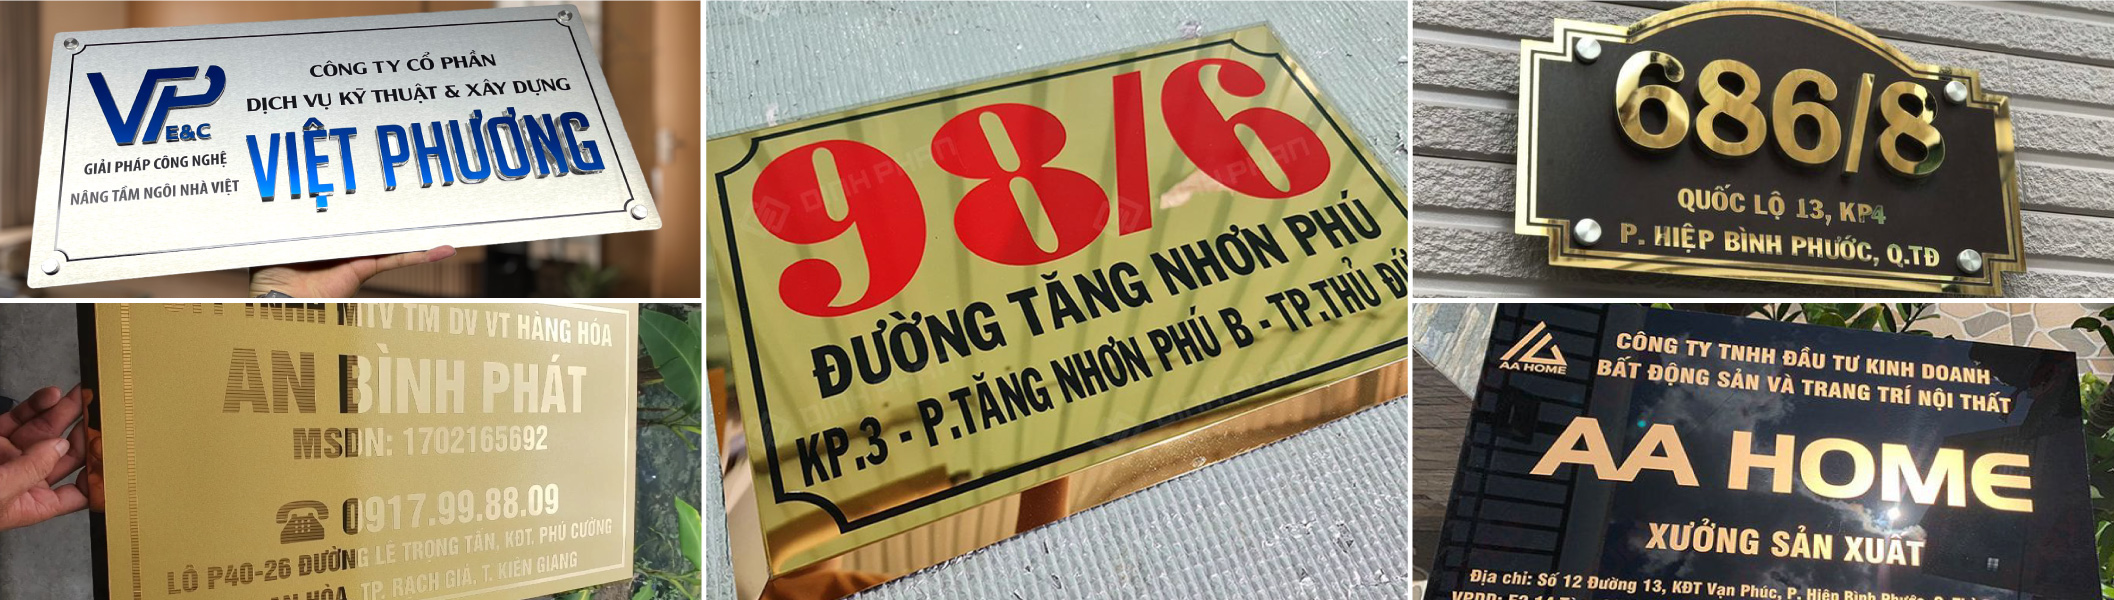 VP
E&C
GIẢI PHÁP CÔNG NGHỆ
NÂNG TẦM NGÔI NHÀ VIỆT
CÔNG TY CỔ PHẦN
DỊCH VỤ KỸ THUẬT & XÂY DỰNG
VIỆT PHƯƠNG
TNHH MTV TM DV VT HÀNG HÓA
AN BÌNH PHÁT
MSDN: 1702165692
0917.99.88.09
LÔ P40-26 ĐƯỜNG LÊ TRỌNG TẤN, KĐT. PHÚ CƯỜNG
AN HÒA, TP. RẠCH GIÁ, T. KIÊN GIANG
98/6
ĐƯỜNG TĂNG NHƠN PHÚ
KP.3 - P.TĂNG NHƠN PHÚ B - TP.THỦ ĐỨ
ĐINH PHAN
686/8
QUỐC LỘ 13, KP4
P. HIỆP BÌNH PHƯỚC, Q.TĐ
AA HOME
CÔNG TY TNHH ĐẦU TƯ KINH DOANH
BẤT ĐỘNG SẢN VÀ TRANG TRÍ NỘI THẤT
AA HOME
XƯỞNG SẢN XUẤT
Địa chỉ: Số 12 Đường 13, KĐT Vạn Phúc, P. Hiệp Bình Phước,